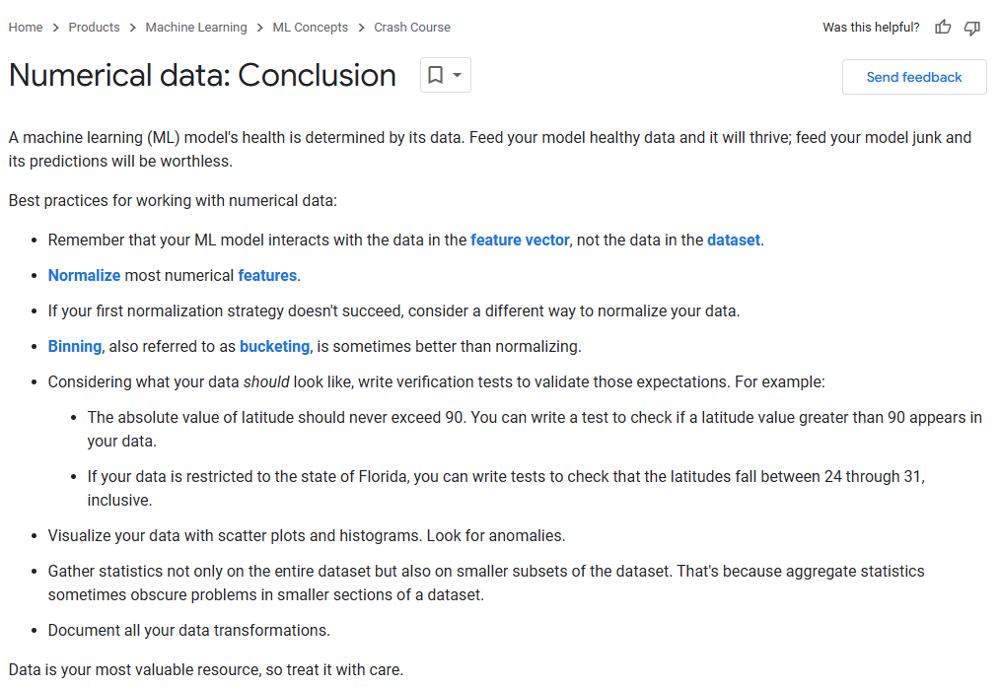 Home > Products > Machine Learning > ML Concepts > Crash Course
Was this helpful?
Numerical data: Conclusion
Send feedback
A machine learning (ML) model's health is determined by its data. Feed your model healthy data and it will thrive; feed your model junk and
its predictions will be worthless.
Best practices for working with numerical data:
• Remember that your ML model interacts with the data in the feature vector, not the data in the dataset.
• Normalize most numerical features.
• If your first normalization strategy doesn't succeed, consider a different way to normalize your data.
• Binning, also referred to as bucketing, is sometimes better than normalizing.
• Considering what your data should look like, write verification tests to validate those expectations. For example:
• The absolute value of latitude should never exceed 90. You can write a test to check if a latitude value greater than 90 appears in
your data.
• If your data is restricted to the state of Florida, you can write tests to check that the latitudes fall between 24 through 31,
inclusive.
• Visualize your data with scatter plots and histograms. Look for anomalies.
• Gather statistics not only on the entire dataset but also on smaller subsets of the dataset. That's because aggregate statistics
sometimes obscure problems in smaller sections of a dataset.
• Document all your data transformations.
Data is your most valuable resource, so treat it with care.